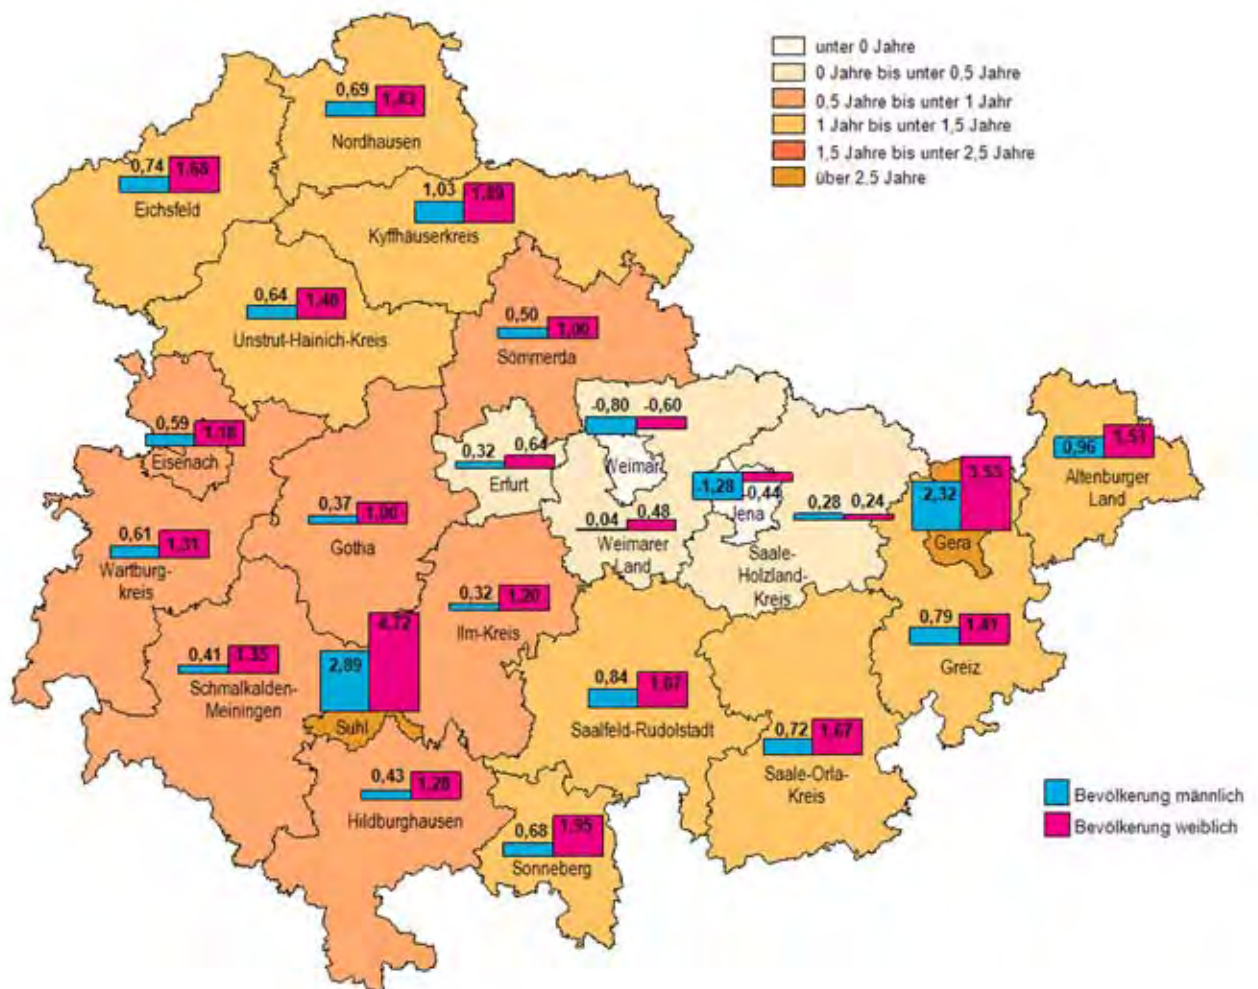 unter 0 Jahre
0 Jahre bis unter 0,5 Jahre
0,5 Jahre bis unter 1 Jahr
1 Jahr bis unter 1,5 Jahre
1,5 Jahre bis unter 2,5 Jahre
über 2,5 Jahre
0,69 1,83
Nordhausen
0,74 1,68
Eichsfeld
1,03 1,89
Kyffhäuserkreis
0,64 1,40
Unstrut-Hainich-Kreis
0,50 1,00
Sömmerda
-0,80 -0,60
Weimar
0,59 1,18
Eisenach
0,32 0,64
Erfurt
-1,28 -0,44
Jena
0,28 0,24
Saale-
Holzland-
Kreis
0,96 1,51
Altenburger
Land
2,32 3,55
Gera
0,37 1,00
Gotha
0,04 0,48
Weimarer
Land
0,61 1,31
Wartburg-
kreis
0,32 1,20
Ilm-Kreis
0,79 1,41
Greiz
0,41 1,35
Schmalkalden-
Meiningen
2,89 4,72
Suhl
0,84 1,67
Saalfeld-Rudolstadt
0,72 1,67
Saale-Orla-
Kreis
0,43 1,28
Hildburghausen
0,68 1,95
Sonneberg
Bevölkerung männlich
Bevölkerung weiblich